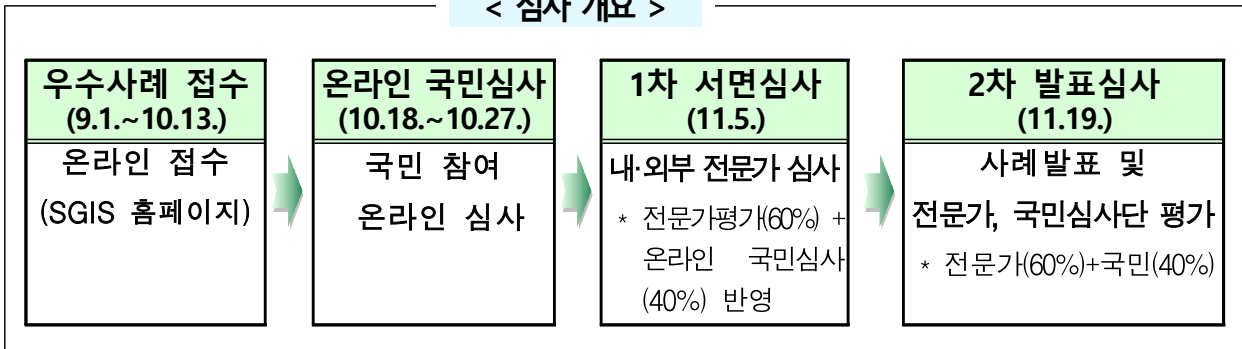 < 심사 개요 >
우수사례 접수
(9.1.~10.13.)
온라인 접수
(SGIS 홈페이지)
온라인 국민심사
(10.18.~10.27.)
국민 참여
온라인 심사
1차 서면심사
(11.5.)
내·외부 전문가 심사
* 전문가평가(60%) +
온라인 국민심사
(40%) 반영
2차 발표심사
(11.19.)
사례발표 및
전문가, 국민심사단 평가
* 전문가(60%)+국민(40%)